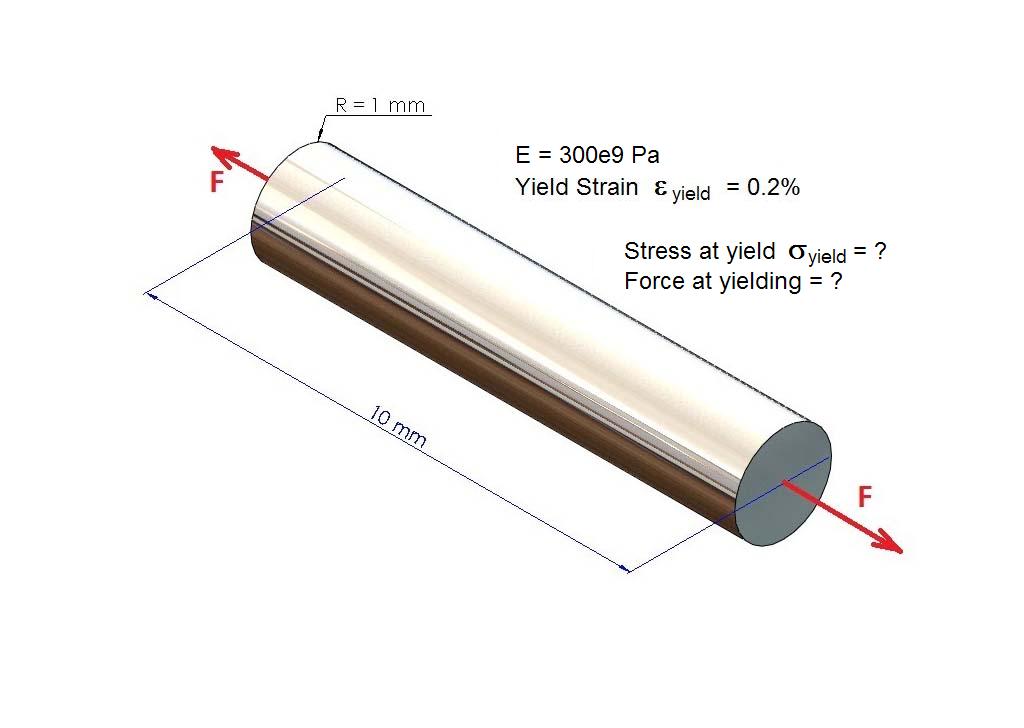 R = 1 mm
E = 300e9 Pa
F
Yield Strain ε yield = 0.2%
Stress at yield σyield = ?
Force at yielding = ?
10 mm
F